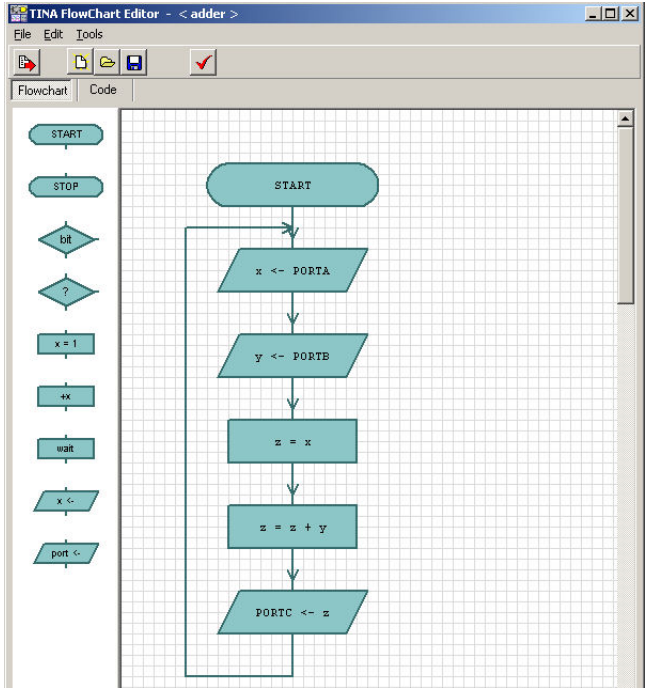 TINA FlowChart Editor - < adder >
File Edit Tools
Flowchart Code
START
STOP
bit
?
x = 1
+x
wait
x <-
port <-
START
x <- PORTA
y <- PORTB
z = x
z = z + y
PORTC <- z